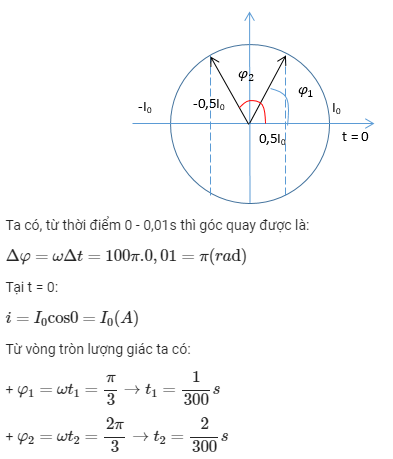 φ₂
φ₁
-I₀
-0,5I₀
I₀
0,5I₀
t = 0
Ta có, từ thời điểm 0 - 0,01s thì góc quay được là:
Δφ = ωΔt = 100π.0,01 = π(rad)
Tại t = 0:
i = I₀cos0 = I₀(A)
Từ vòng tròn lượng giác ta có:
+ φ₁ = ωt₁ = π/3 → t₁ = 1/300 s
+ φ₂ = ωt₂ = 2π/3 → t₂ = 2/300 s